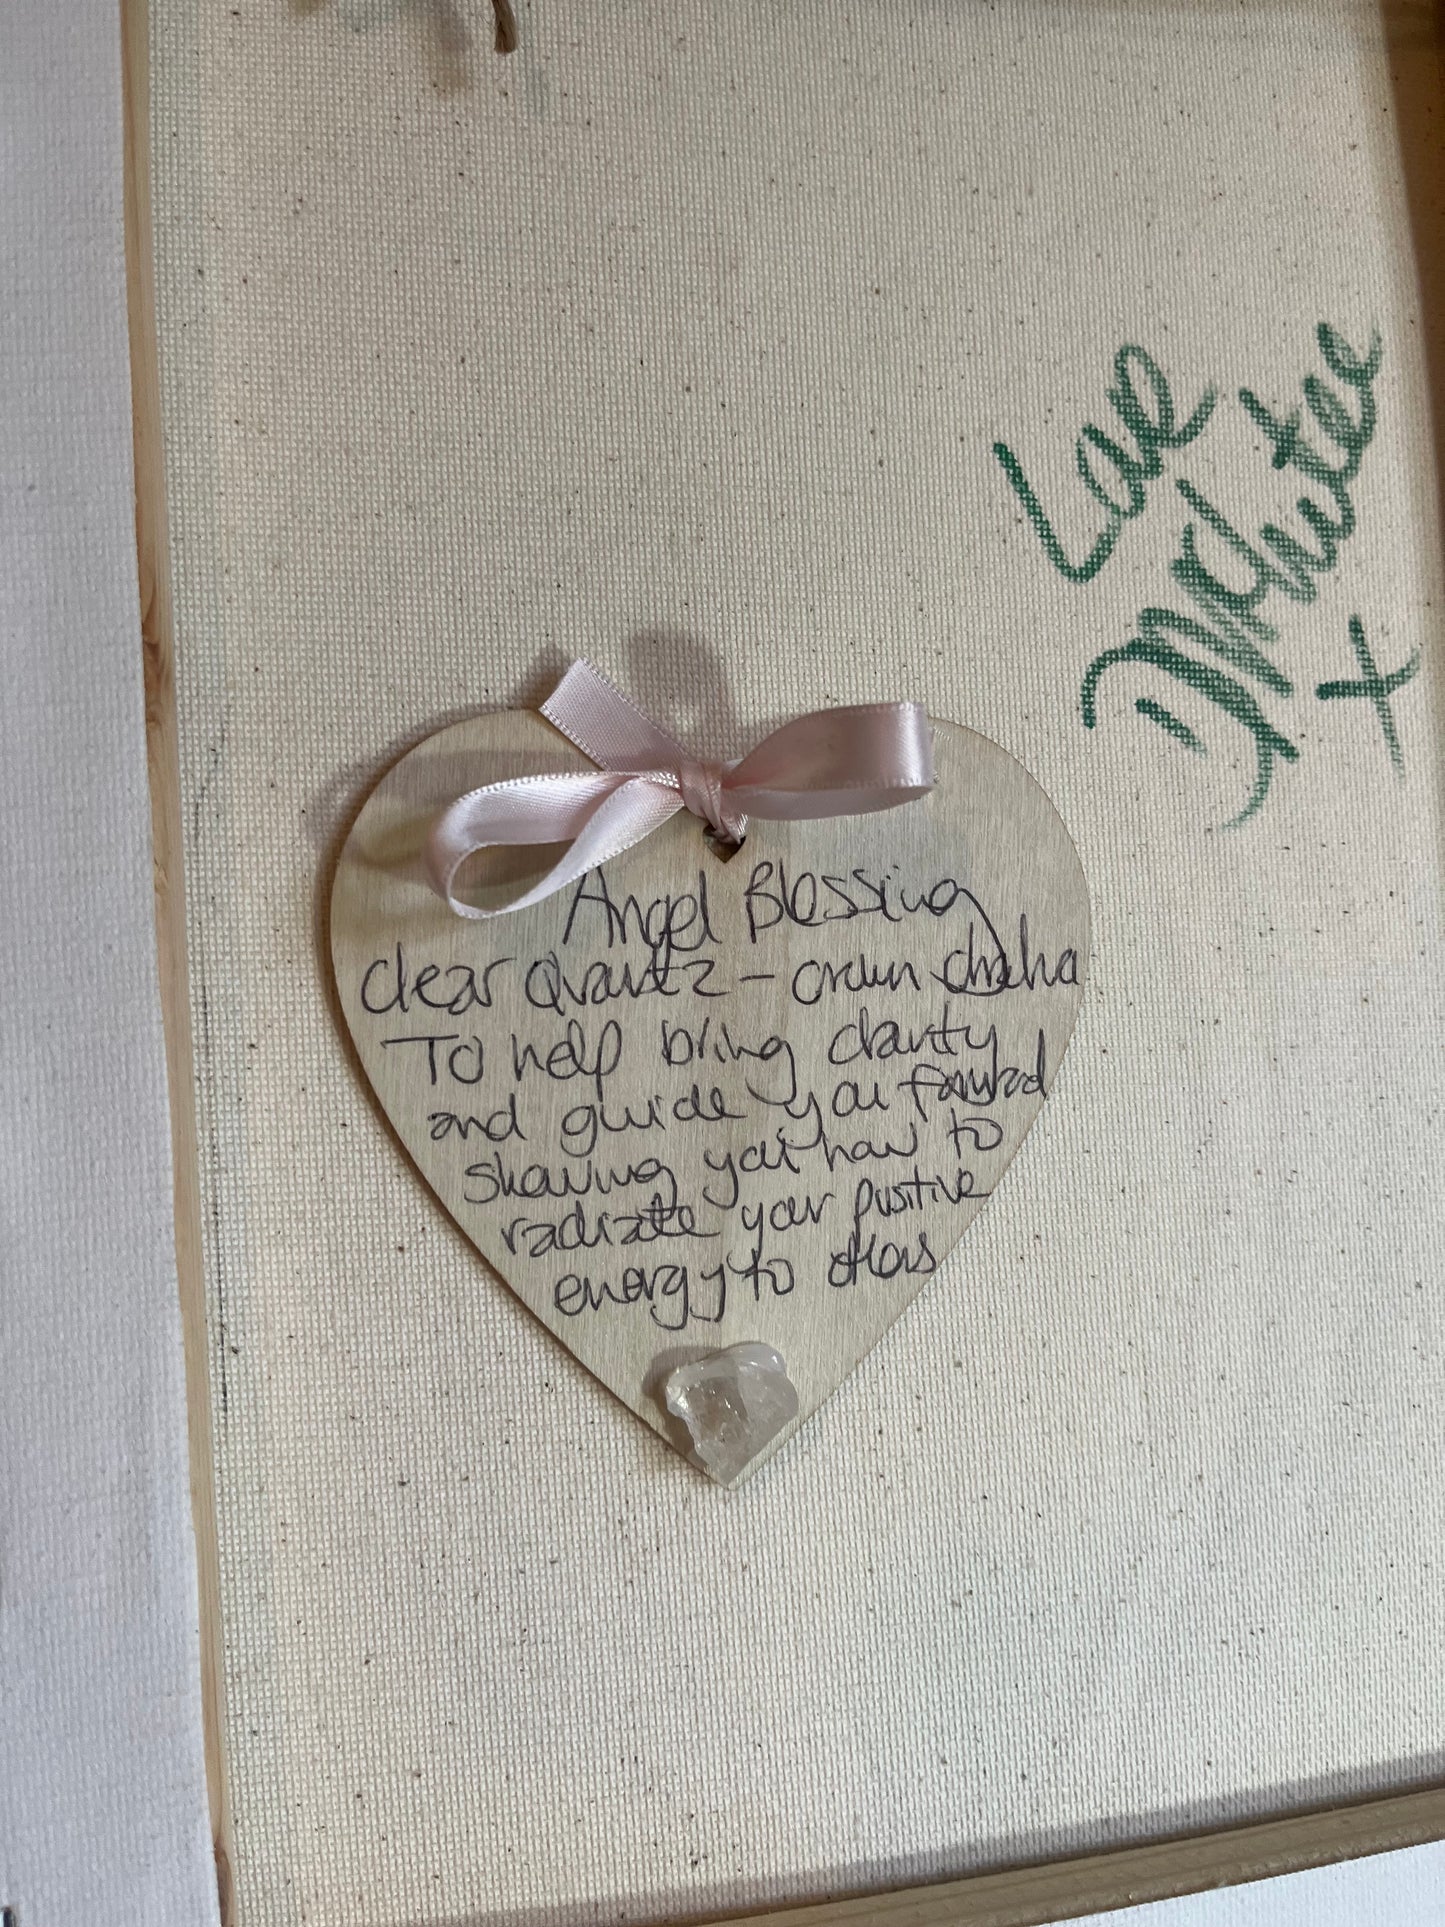 Love
White
x
Angel Blessing
clear Quartz - crown chakra
To help bring clarity
and guide you forward
showing you how to
radiate your positive
energy to others